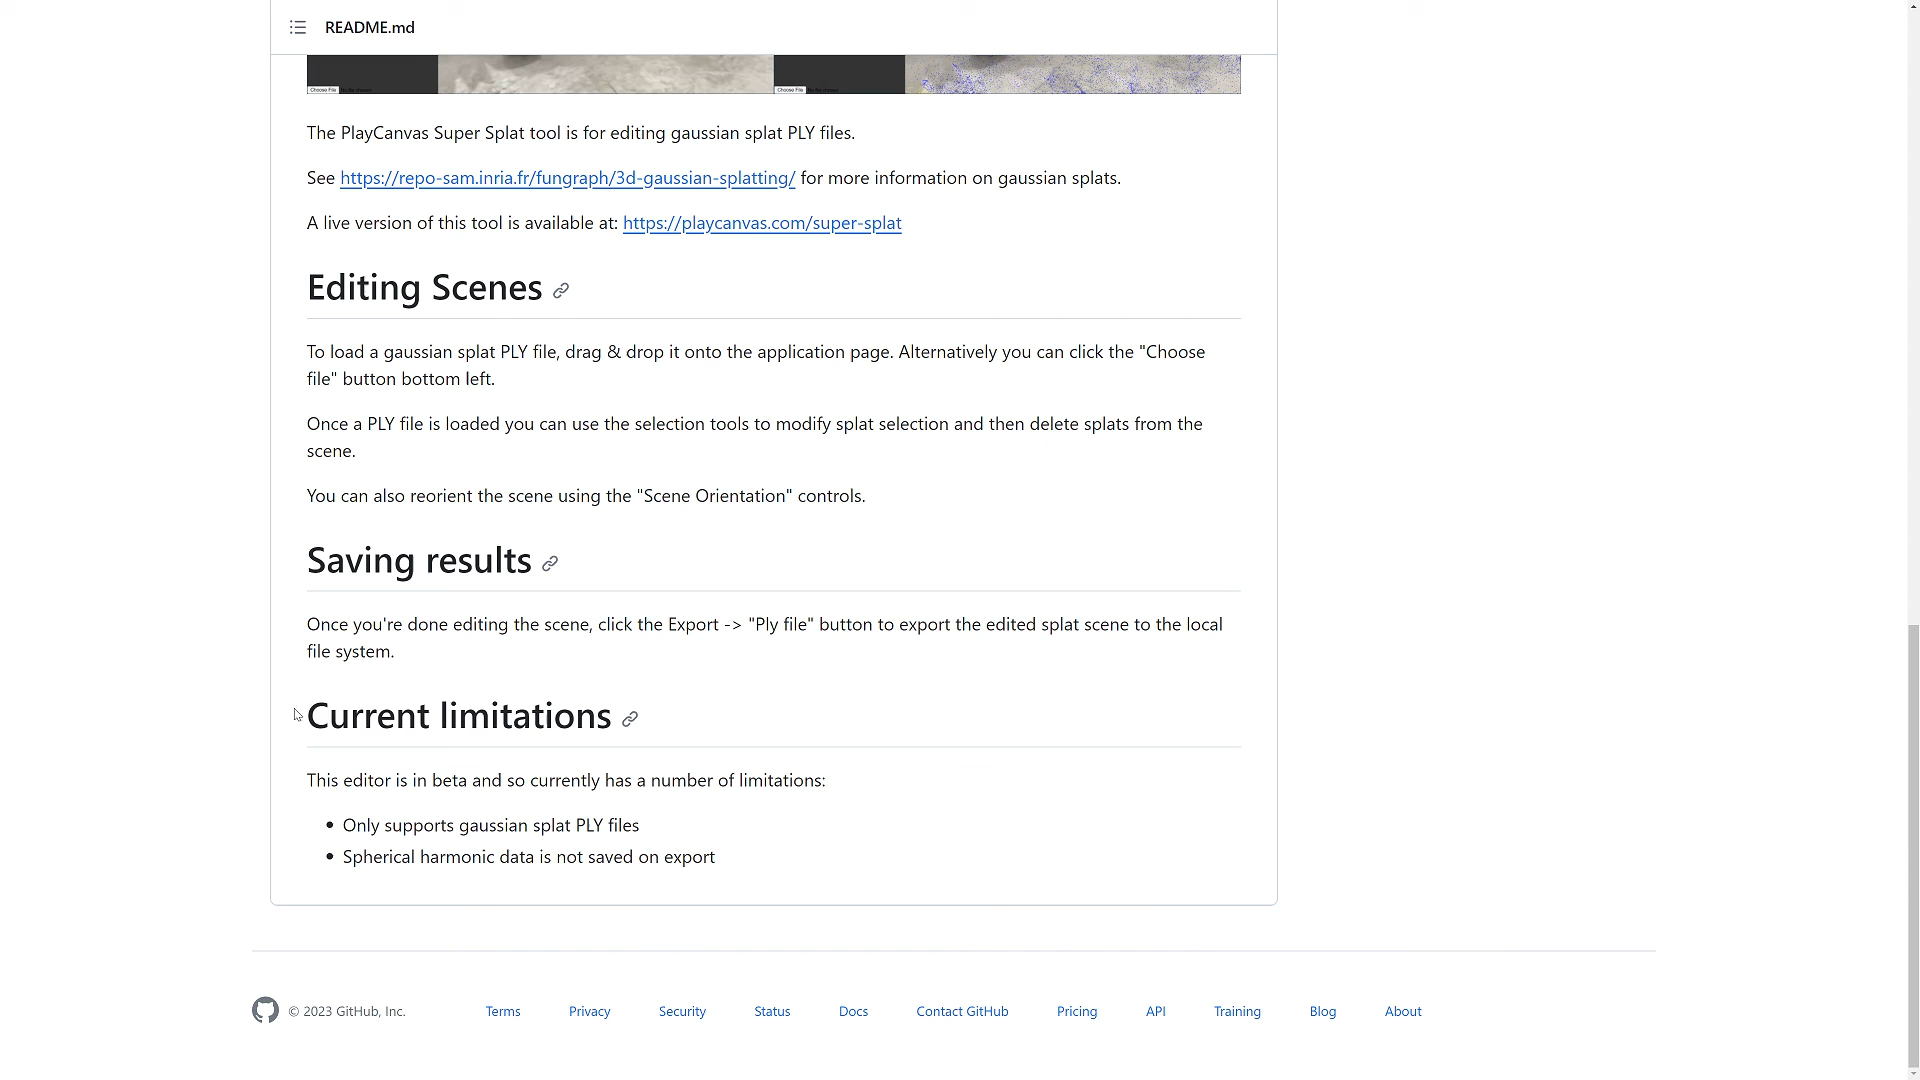 README.md
Choose File
Choose File
The PlayCanvas Super Splat tool is for editing gaussian splat PLY files.
See https://repo-sam.inria.fr/fungraph/3d-gaussian-splatting/ for more information on gaussian splats.
A live version of this tool is available at: https://playcanvas.com/super-splat
Editing Scenes
To load a gaussian splat PLY file, drag & drop it onto the application page. Alternatively you can click the "Choose
file" button bottom left.
Once a PLY file is loaded you can use the selection tools to modify splat selection and then delete splats from the
scene.
You can also reorient the scene using the "Scene Orientation" controls.
Saving results
Once you're done editing the scene, click the Export -> "Ply file" button to export the edited splat scene to the local
file system.
Current limitations
This editor is in beta and so currently has a number of limitations:
• Only supports gaussian splat PLY files
• Spherical harmonic data is not saved on export
© 2023 GitHub, Inc.
Terms
Privacy
Security
Status
Docs
Contact GitHub
Pricing
API
Training
Blog
About